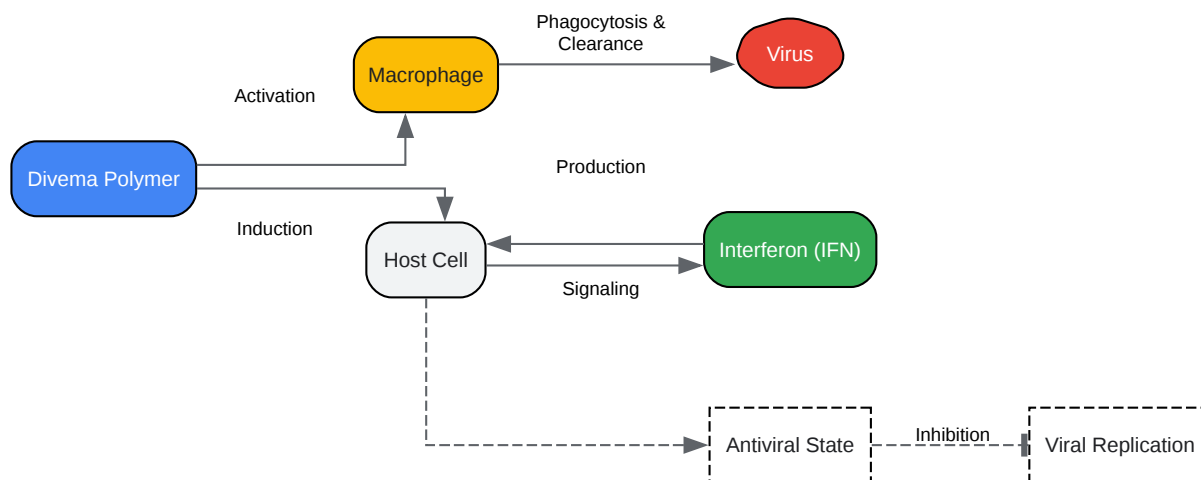 Phagocytosis &
Clearance
Virus
Macrophage
Activation
Production
Divema Polymer
Induction
Host Cell
Interferon (IFN)
Signaling
Antiviral State
Inhibition
Viral Replication